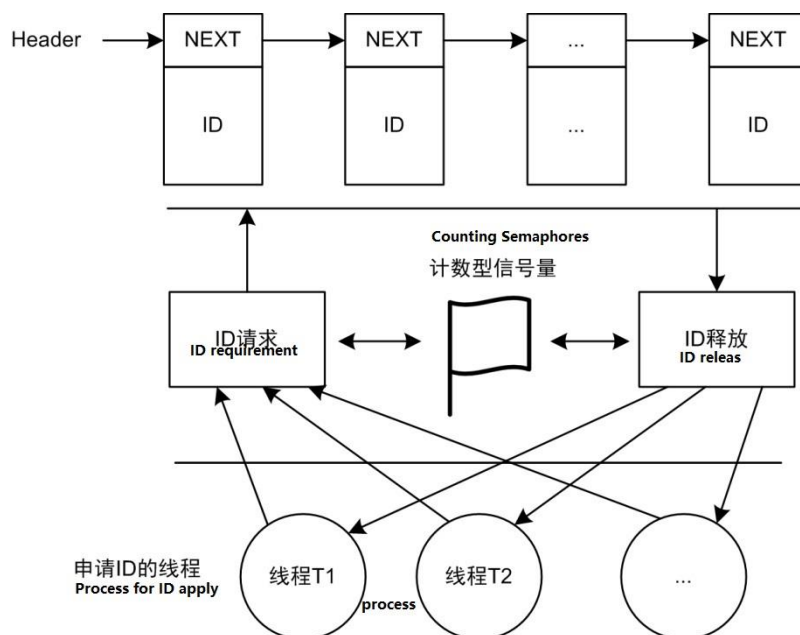 Header
NEXT
NEXT
...
NEXT
ID
ID
...
ID
Counting Semaphores
计数型信号量
ID请求
ID requirement
ID释放
ID releas
申请ID的线程
Process for ID apply
线程T1
process
线程T2
...